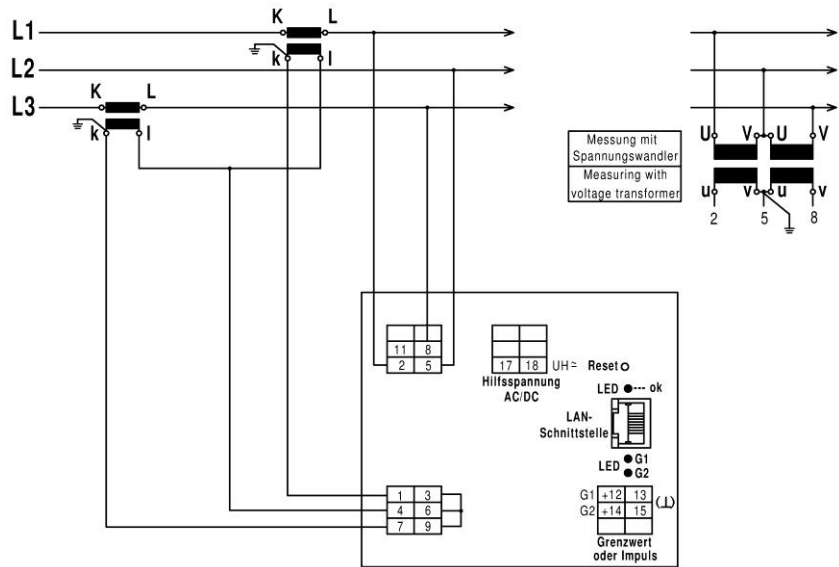 K L
L1
k l
L2
K L
L3
k l
U V U V
Messung mit
Spannungswandler
Measuring with
voltage transformer
u v u v
2 5 8
11 8
2 5
17 18 UH ≃
Hilfsspannung
AC/DC
Reset
LED --- ok
LAN-
Schnittstelle
LED G1
G2
1 3
4 6
7 9
G1 +12 13 (⊥)
G2 +14 15
Grenzwert
oder Impuls